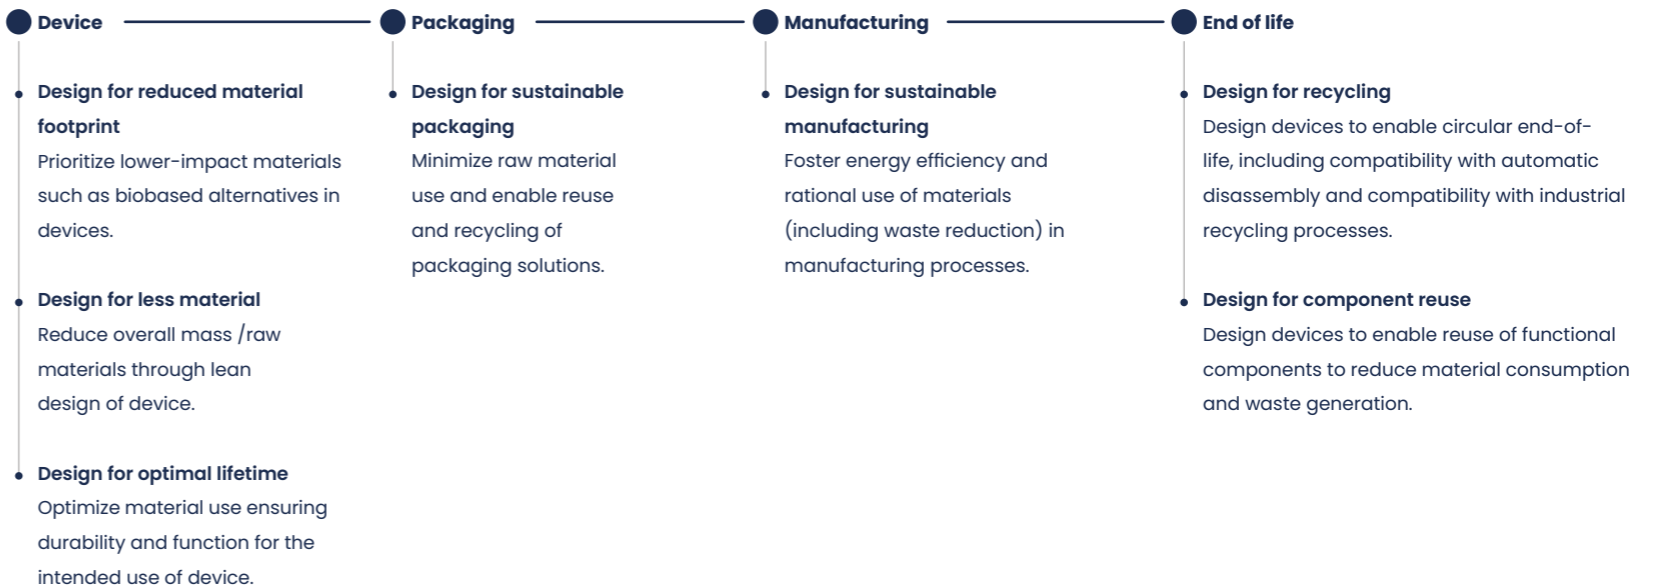 Device
Packaging
Manufacturing
End of life
Design for reduced material
footprint
Prioritize lower-impact materials
such as biobased alternatives in
devices.
Design for less material
Reduce overall mass /raw
materials through lean
design of device.
Design for optimal lifetime
Optimize material use ensuring
durability and function for the
intended use of device.
Design for sustainable
packaging
Minimize raw material
use and enable reuse
and recycling of
packaging solutions.
Design for sustainable
manufacturing
Foster energy efficiency and
rational use of materials
(including waste reduction) in
manufacturing processes.
Design for recycling
Design devices to enable circular end-of-
life, including compatibility with automatic
disassembly and compatibility with industrial
recycling processes.
Design for component reuse
Design devices to enable reuse of functional
components to reduce material consumption
and waste generation.